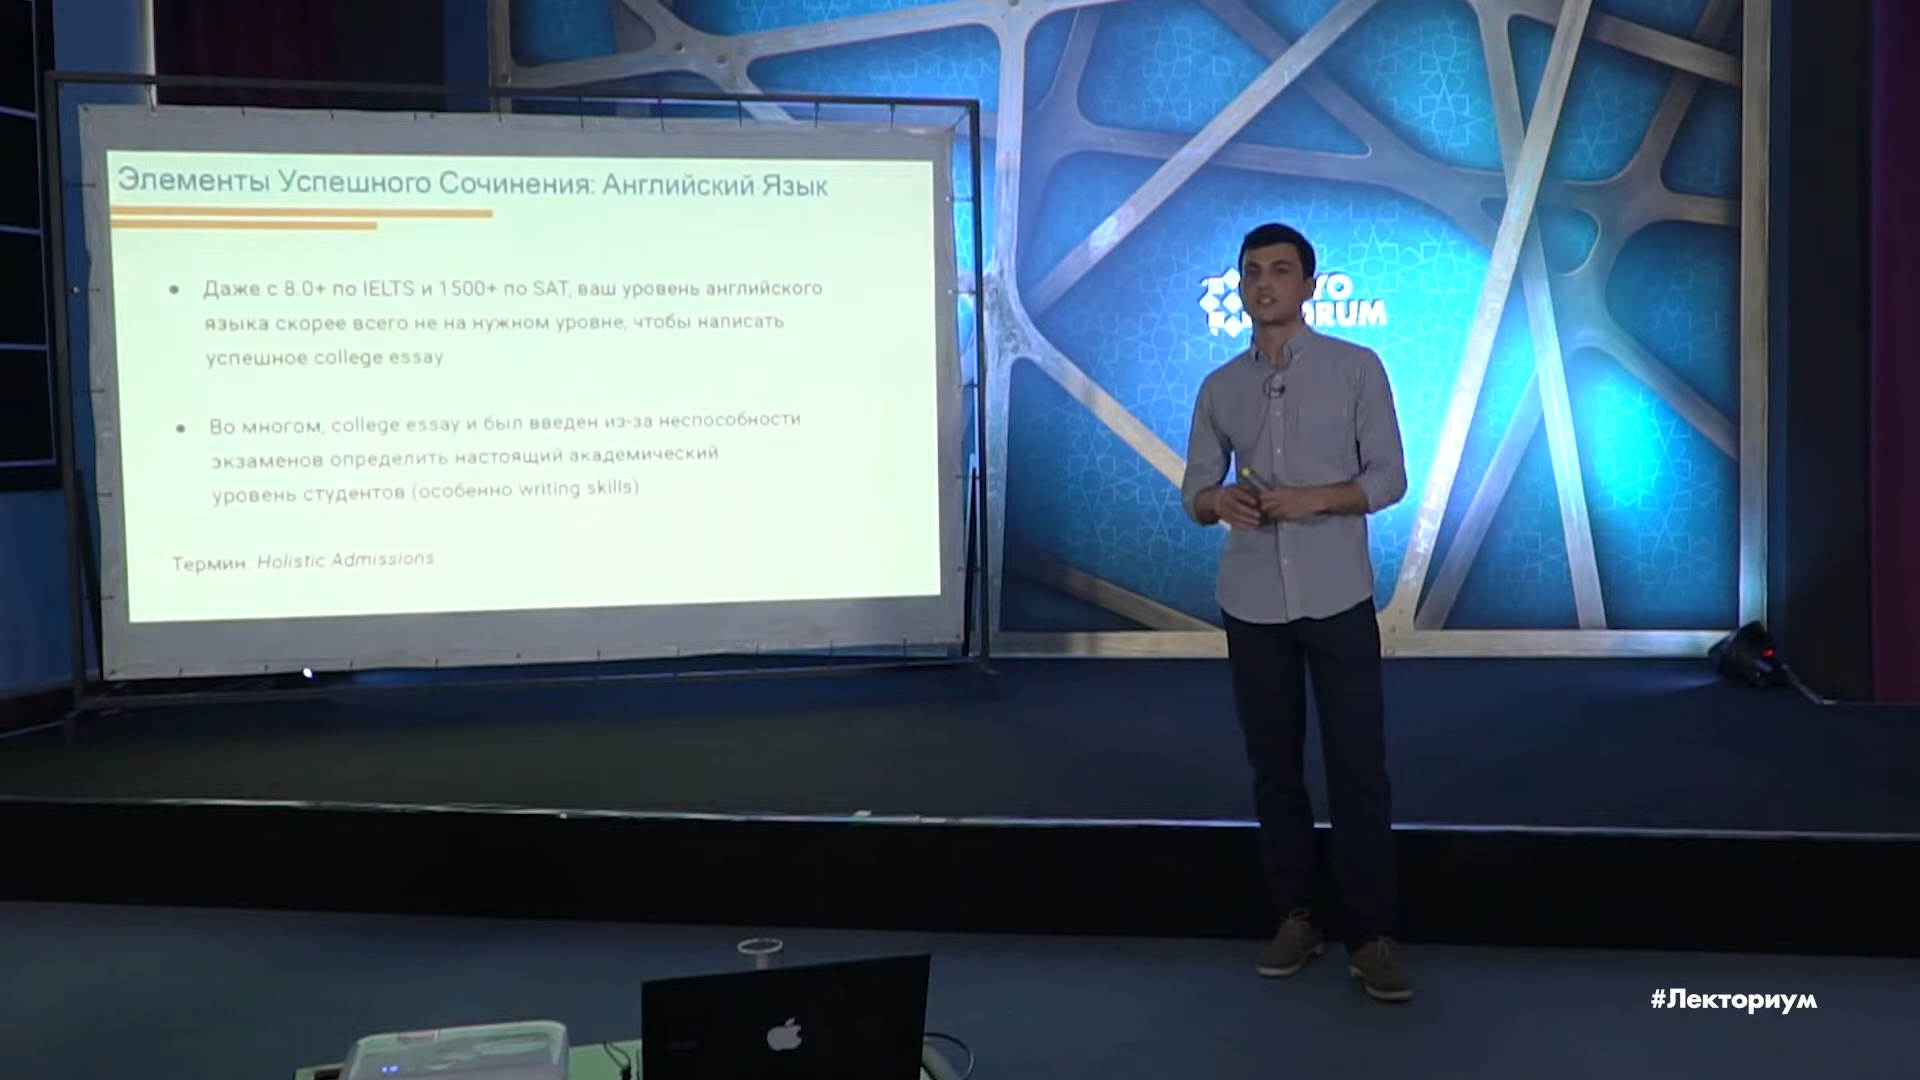 Элементы Успешного Сочинения: Английский Язык
● Даже с 8.0+ по IELTS и 1500+ по SAT, ваш уровень английского
языка скорее всего не на нужном уровне, чтобы написать
успешное college essay.
● Во многом, college essay и был введен из-за неспособности
экзаменов определить настоящий академический
уровень студентов (особенно writing skills)
Термин: Holistic Admissions
YO
ORUM
#Лекториум